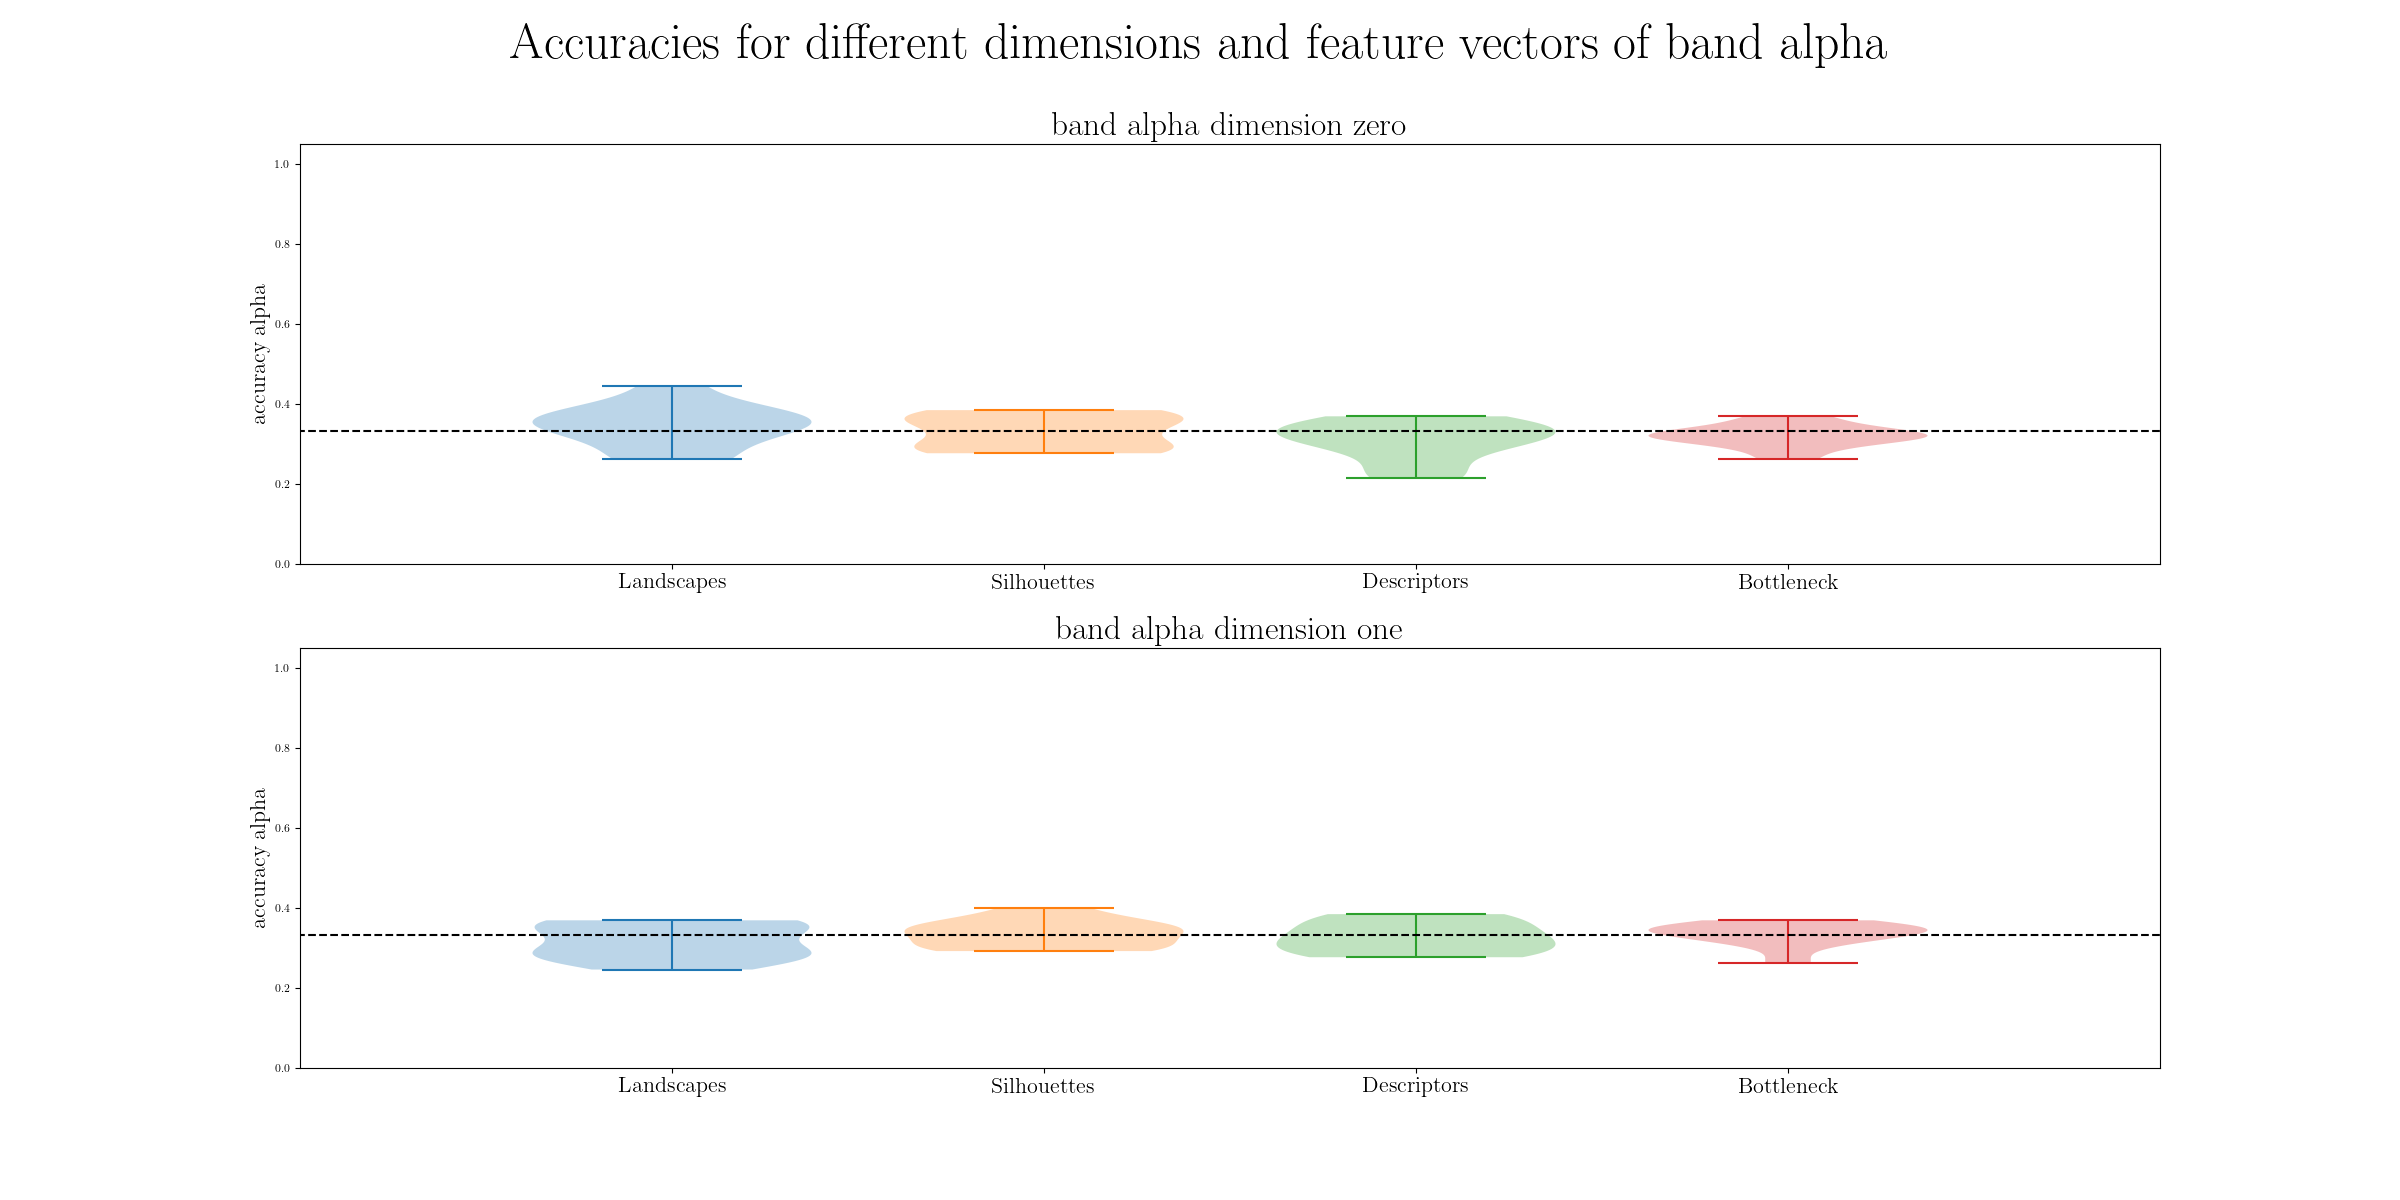 Accuracies for different dimensions and feature vectors of band alpha
band alpha dimension zero
1.0
0.8
0.6
0.4
0.2
0.0
accuracy alpha
Landscapes Silhouettes Descriptors Bottleneck
band alpha dimension one
1.0
0.8
0.6
0.4
0.2
0.0
accuracy alpha
Landscapes Silhouettes Descriptors Bottleneck